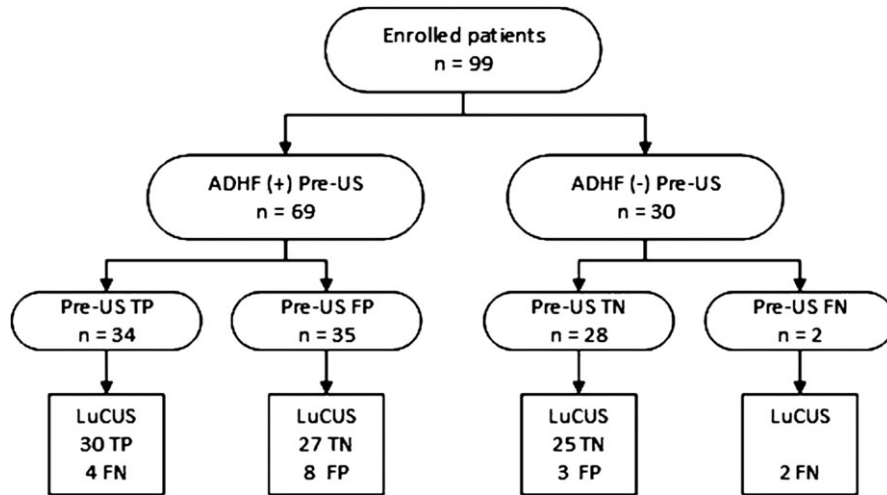 Enrolled patients
n = 99
ADHF (+) Pre-US
n = 69
ADHF (-) Pre-US
n = 30
Pre-US TP
n = 34
Pre-US FP
n = 35
Pre-US TN
n = 28
Pre-US FN
n = 2
LuCUS
30 TP
4 FN
LuCUS
27 TN
8 FP
LuCUS
25 TN
3 FP
LuCUS
2 FN